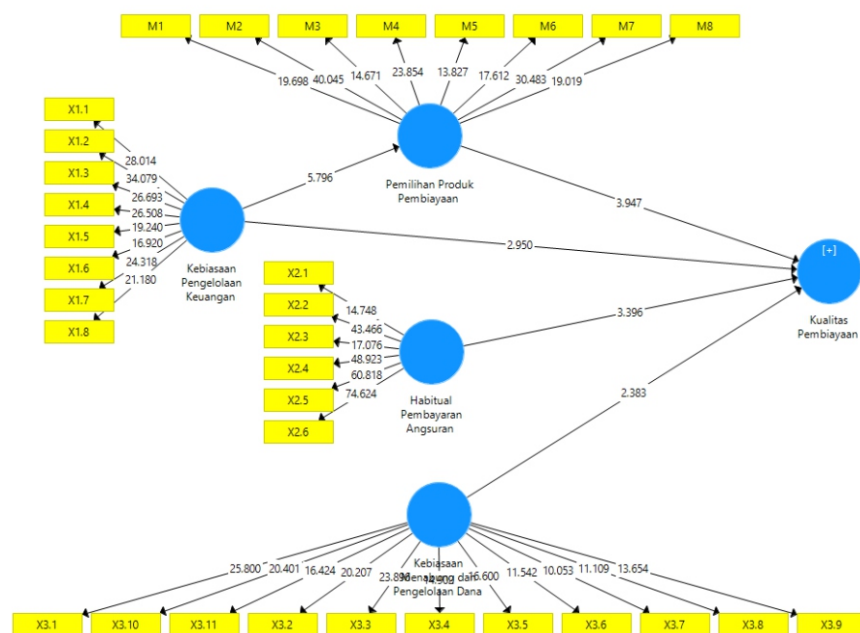 M1 M2 M3 M4 M5 M6 M7 M8
19.698 40.045 14.671 23.854 13.827 17.612 30.483 19.019
Pemilihan Produk
Pembiayaan
X1.1
X1.2
X1.3
X1.4
X1.5
X1.6
X1.7
X1.8
28.014
34.079
26.693
26.508
19.240
16.920
24.318
21.180
Kebiasaan
Pengelolaan
Keuangan
5.796
3.947
2.950
3.396
2.383
[+]
Kualitas
Pembiayaan
X2.1
X2.2
X2.3
X2.4
X2.5
X2.6
14.748
43.466
17.076
48.923
60.818
74.624
Habitual
Pembayaran
Angsuran
Kebiasaan
dan
Pengelolaan Dana
25.800 20.401 16.424 20.207 16.600 11.542 10.053 11.109 13.654
X3.1 X3.10 X3.11 X3.2 X3.3 X3.4 X3.5 X3.6 X3.7 X3.8 X3.9